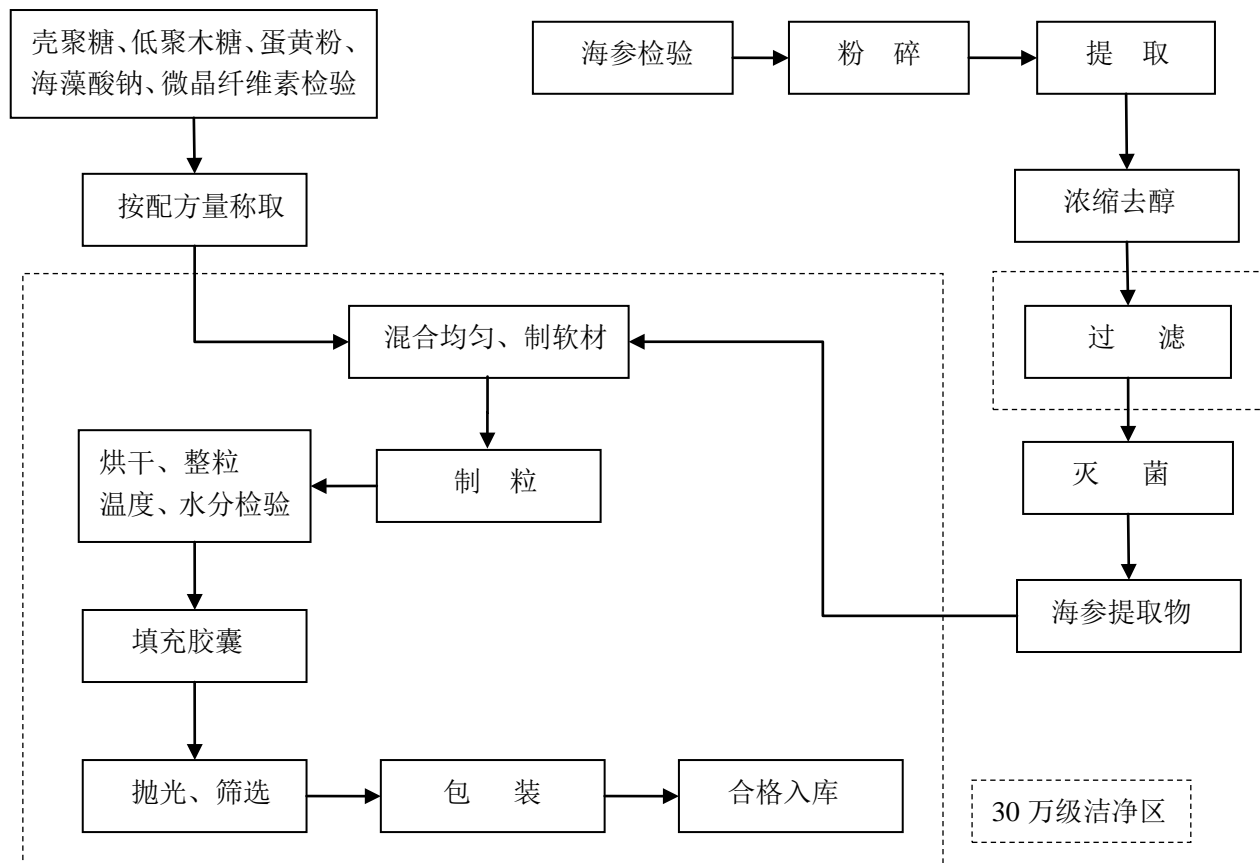 壳聚糖、低聚木糖、蛋黄粉、
海藻酸钠、微晶纤维素检验
海参检验
粉 碎
提 取
按配方量称取
浓缩去醇
混合均匀、制软材
过 滤
烘干、整粒
温度、水分检验
制 粒
灭 菌
填充胶囊
海参提取物
抛光、筛选
包 装
合格入库
30 万级洁净区